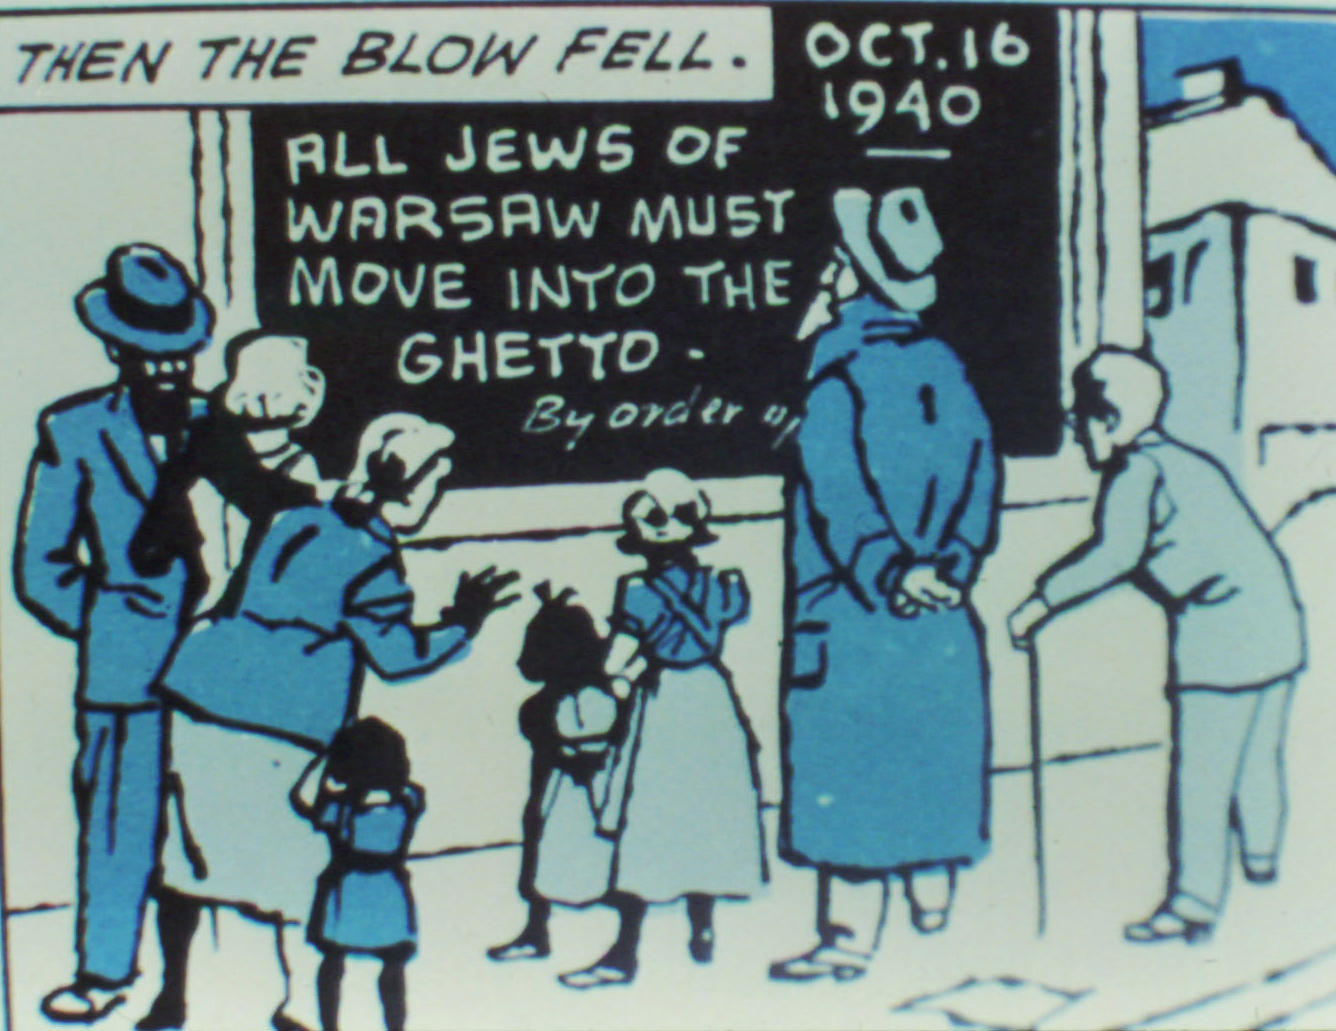 THEN THE BLOW FELL.
OCT. 16
1940
ALL JEWS OF
WARSAW MUST
MOVE INTO THE
GHETTO.
By order